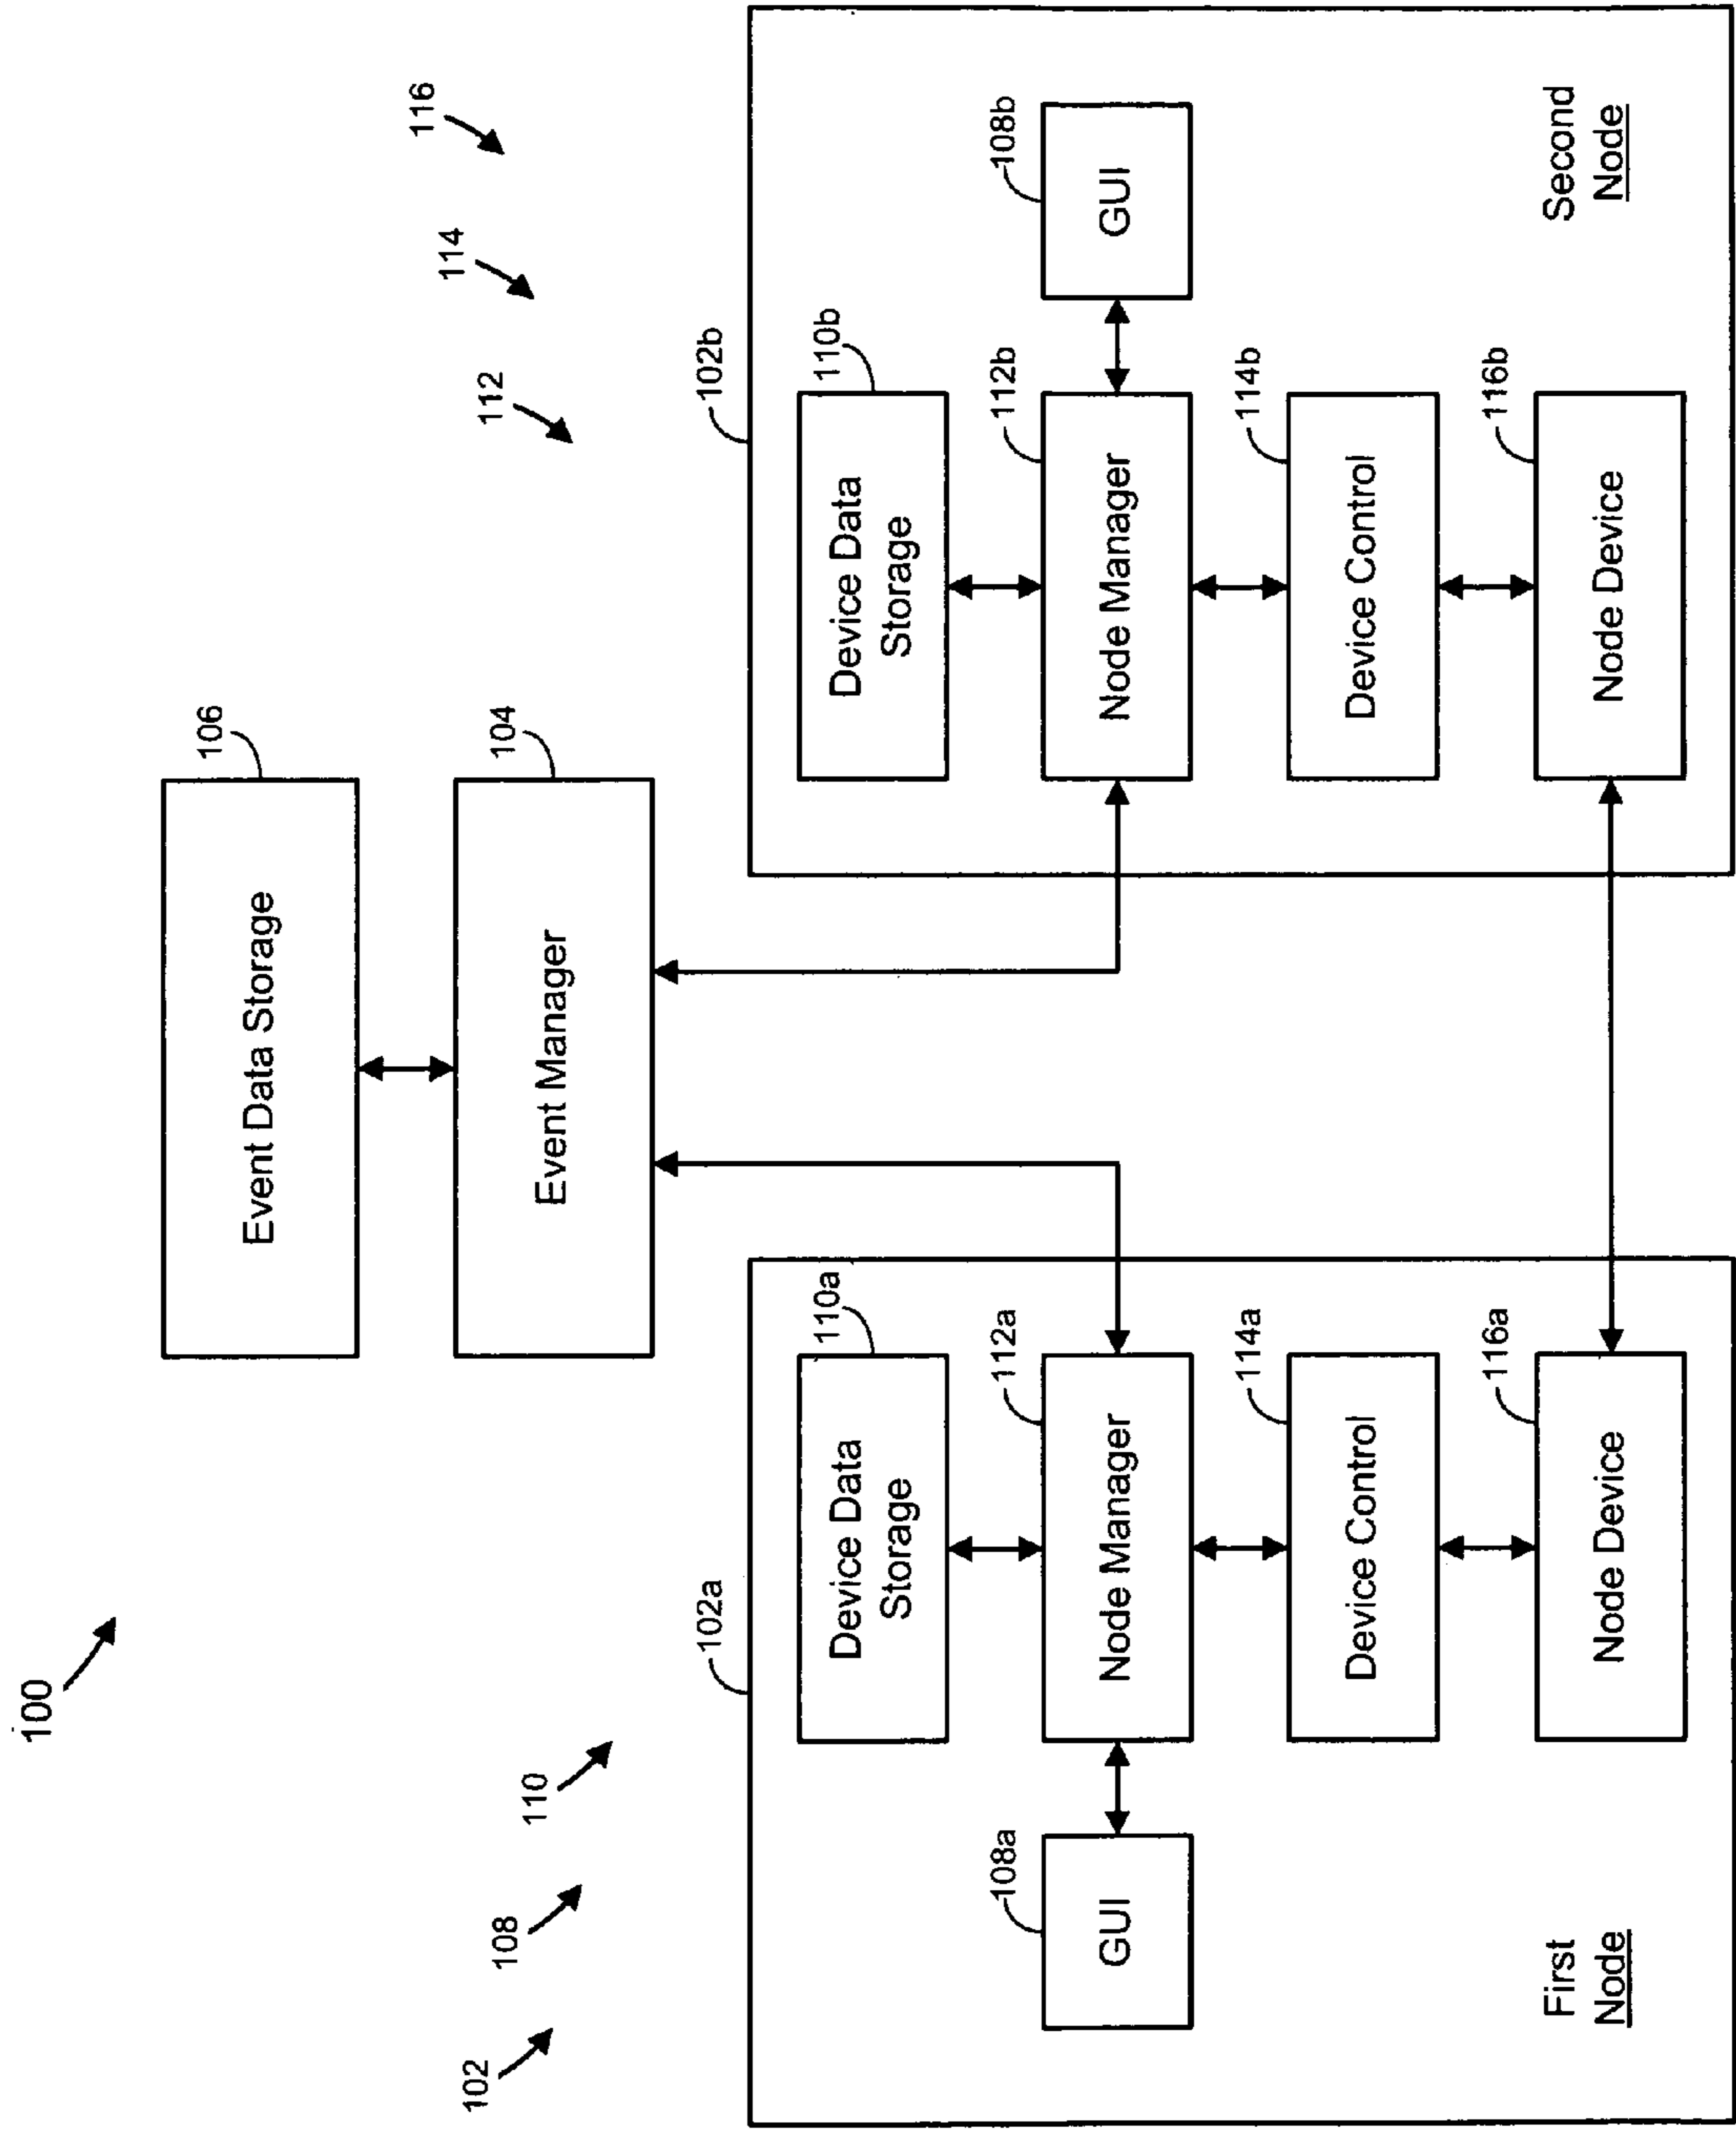 100
102
108
110
112
114
116
Event Data Storage
106
Event Manager
104
102a
102b
Device Data
Storage
110a
Device Data
Storage
110b
GUI
108a
Node Manager
112a
Node Manager
112b
GUI
108b
Device Control
114a
Device Control
114b
First
Node
Node Device
116a
Node Device
116b
Second
Node